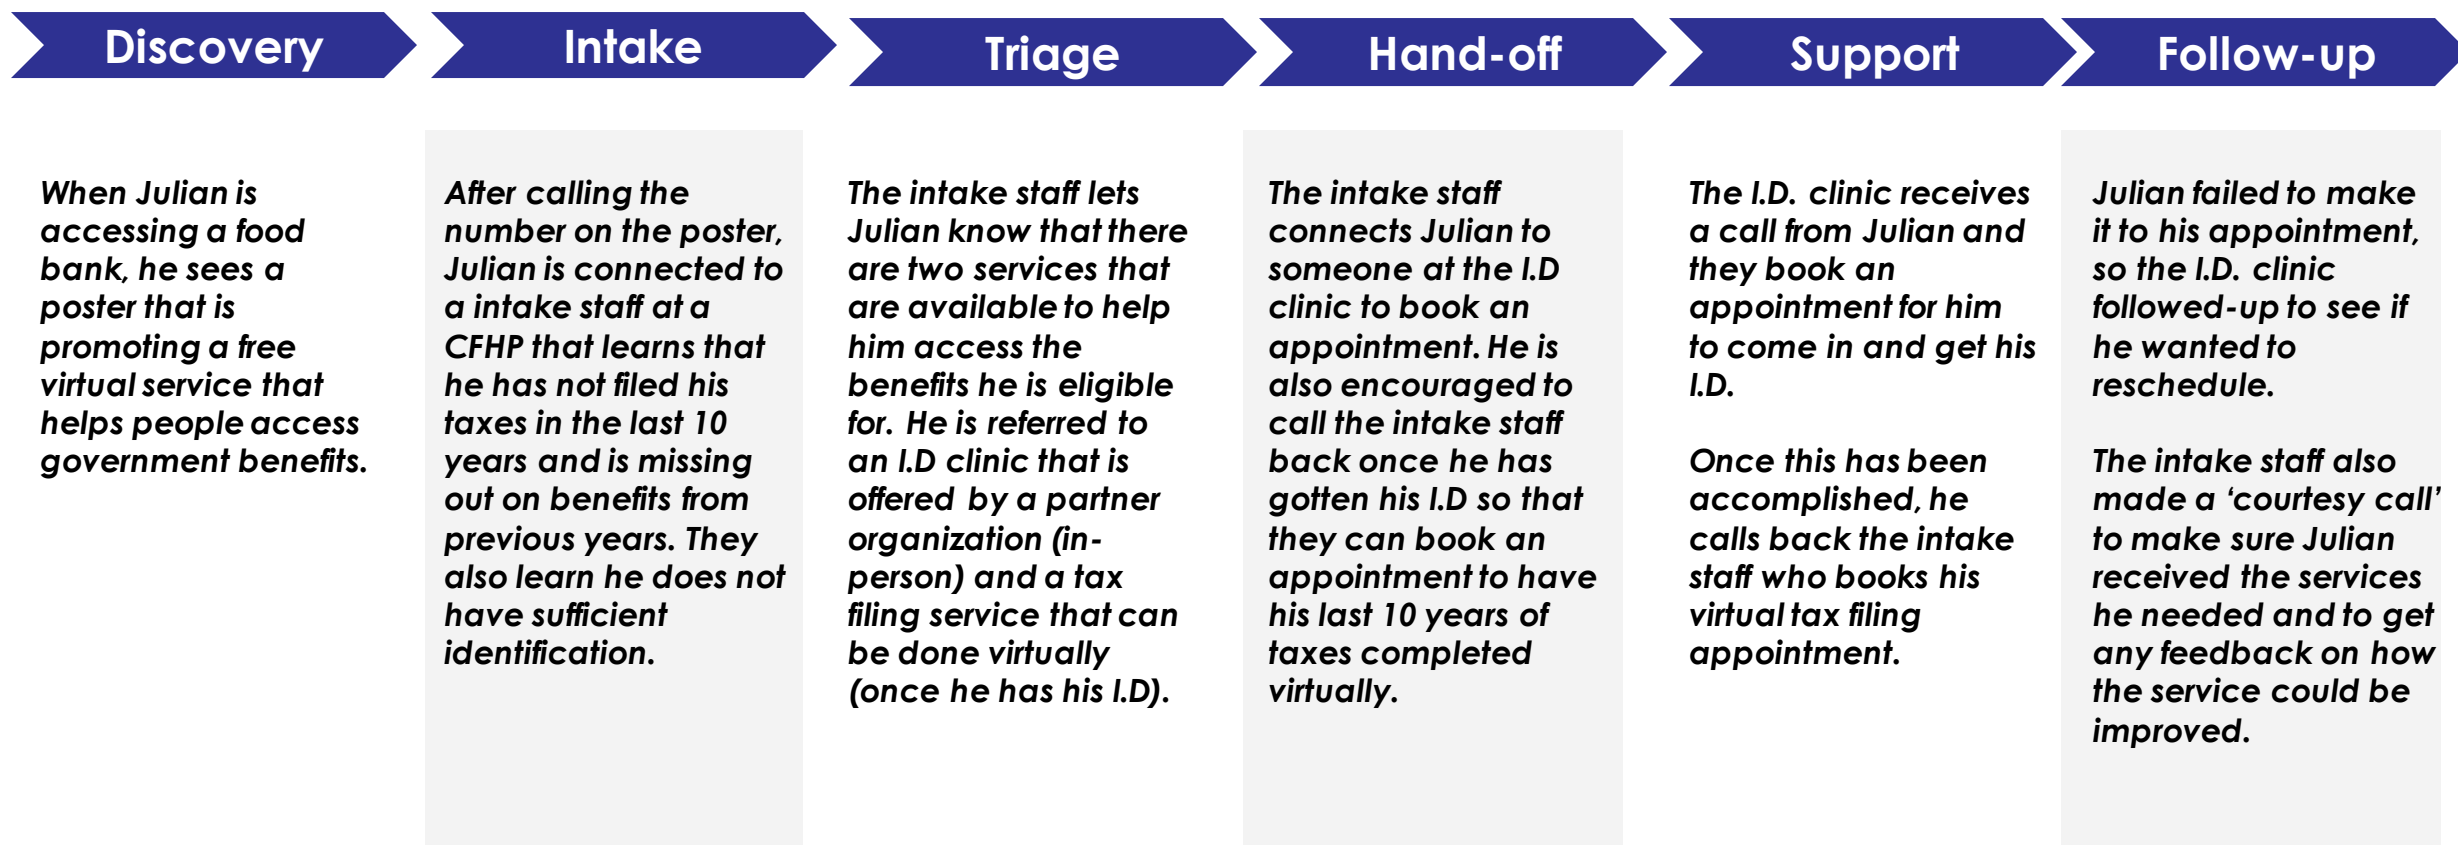 Discovery
Intake
Triage
Hand-off
Support
Follow-up
When Julian is
accessing a food
bank, he sees a
poster that is
promoting a free
virtual service that
helps people access
government benefits.
After calling the
number on the poster,
Julian is connected to
a intake staff at a
CFHP that learns that
he has not filed his
taxes in the last 10
years and is missing
out on benefits from
previous years. They
also learn he does not
have sufficient
identification.
The intake staff lets
Julian know that there
are two services that
are available to help
him access the
benefits he is eligible
for. He is referred to
an I.D clinic that is
offered by a partner
organization (in-
person) and a tax
filing service that can
be done virtually
(once he has his I.D).
The intake staff
connects Julian to
someone at the I.D
clinic to book an
appointment. He is
also encouraged to
call the intake staff
back once he has
gotten his I.D so that
they can book an
appointment to have
his last 10 years of
taxes completed
virtually.
The I.D. clinic receives
a call from Julian and
they book an
appointment for him
to come in and get his
I.D.
Once this has been
accomplished, he
calls back the intake
staff who books his
virtual tax filing
appointment.
Julian failed to make
it to his appointment,
so the I.D. clinic
followed-up to see if
he wanted to
reschedule.
The intake staff also
made a ‘courtesy call’
to make sure Julian
received the services
he needed and to get
any feedback on how
the service could be
improved.